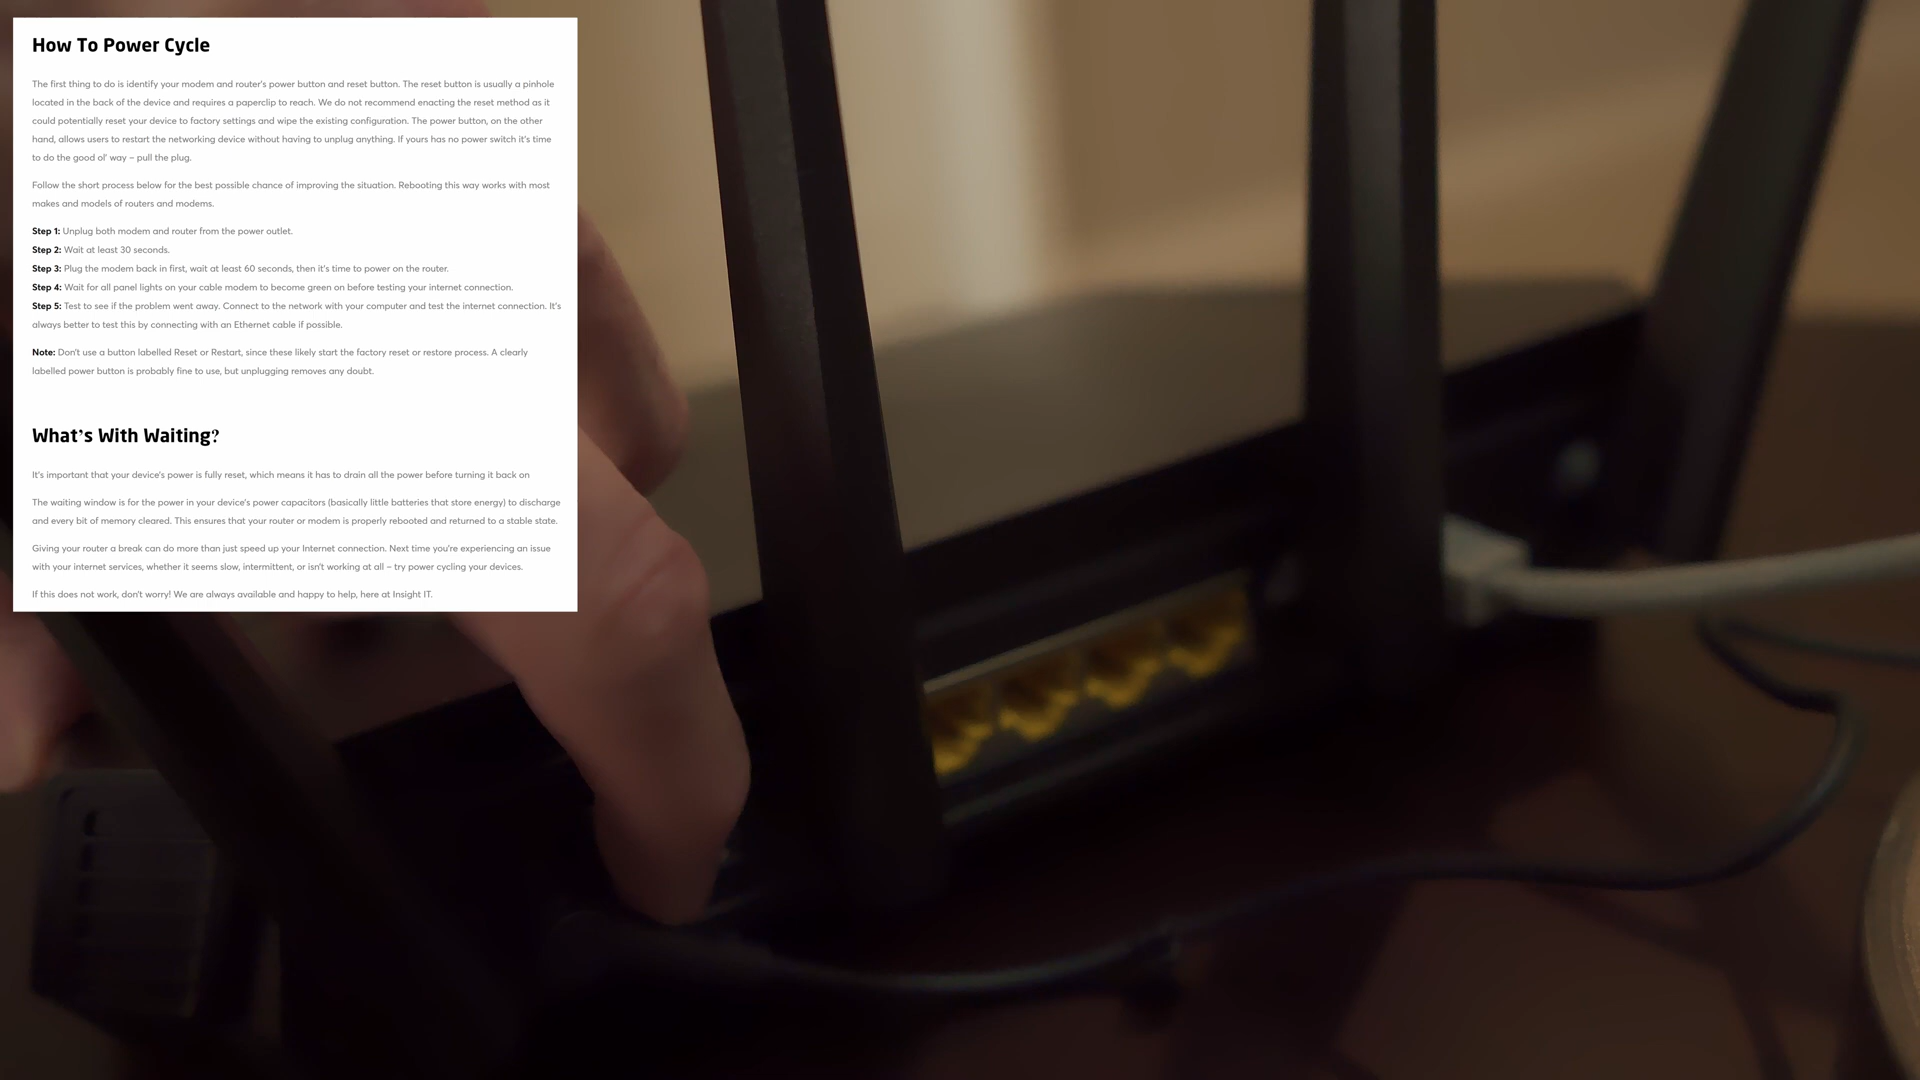 How To Power Cycle
The first thing to do is identify your modem and router's power button and reset button. The reset button is usually a pinhole
located in the back of the device and requires a paperclip to reach. We do not recommend enacting the reset method as it
could potentially reset your device to factory settings and wipe the existing configuration. The power button, on the other
hand, allows users to restart the networking device without having to unplug anything. If yours has no power switch it's time
to do the good ol' way – pull the plug.
Follow the short process below for the best possible chance of improving the situation. Rebooting this way works with most
makes and models of routers and modems.
Step 1: Unplug both modem and router from the power outlet.
Step 2: Wait at least 30 seconds.
Step 3: Plug the modem back in first, wait at least 60 seconds, then it's time to power on the router.
Step 4: Wait for all panel lights on your cable modem to become green on before testing your internet connection.
Step 5: Test to see if the problem went away. Connect to the network with your computer and test the internet connection. It's
always better to test this by connecting with an Ethernet cable if possible.
Note: Don't use a button labelled Reset or Restart, since these likely start the factory reset or restore process. A clearly
labelled power button is probably fine to use, but unplugging removes any doubt.
What's With Waiting?
It's important that your device's power is fully reset, which means it has to drain all the power before turning it back on
The waiting window is for the power in your device's power capacitors (basically little batteries that store energy) to discharge
and every bit of memory cleared. This ensures that your router or modem is properly rebooted and returned to a stable state.
Giving your router a break can do more than just speed up your Internet connection. Next time you're experiencing an issue
with your internet services, whether it seems slow, intermittent, or isn't working at all – try power cycling your devices.
If this does not work, don't worry! We are always available and happy to help, here at Insight IT.